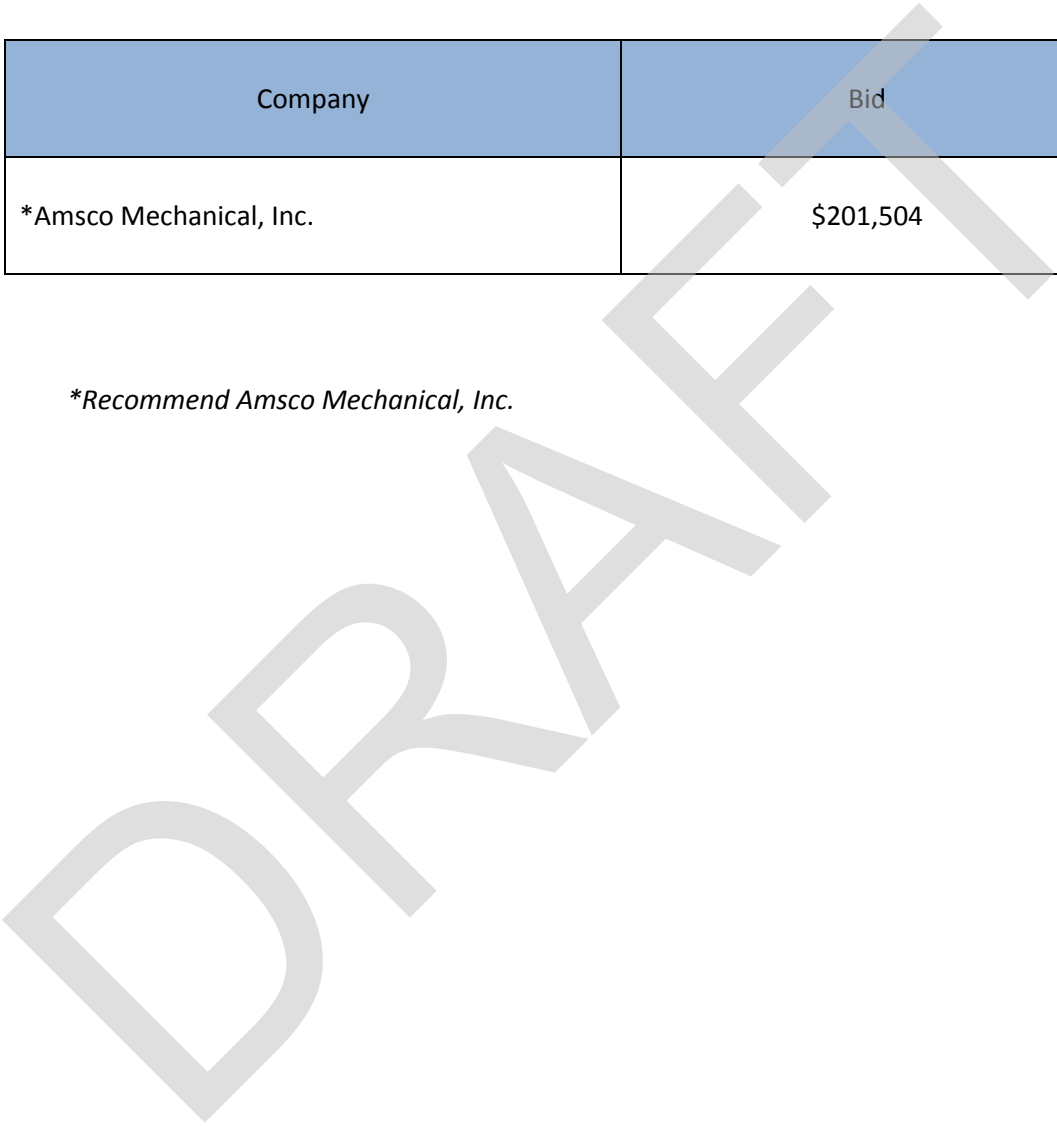 Company Bid
*Amsco Mechanical, Inc. $201,504
*Recommend Amsco Mechanical, Inc.
DRAFT